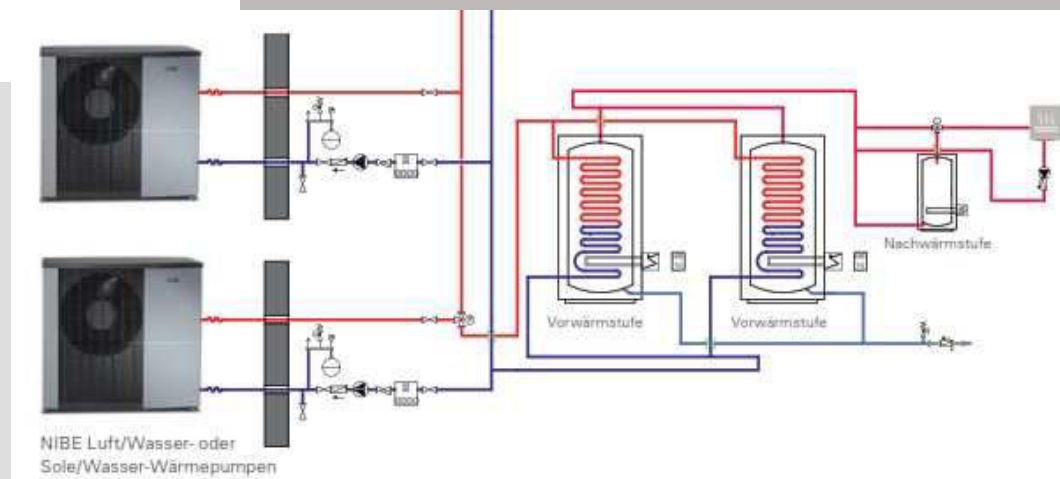 Nachwärmstufe
Vorwärmstufe
Vorwärmstufe
NIBE Luft/Wasser- oder
Sole/Wasser-Wärmepumpen